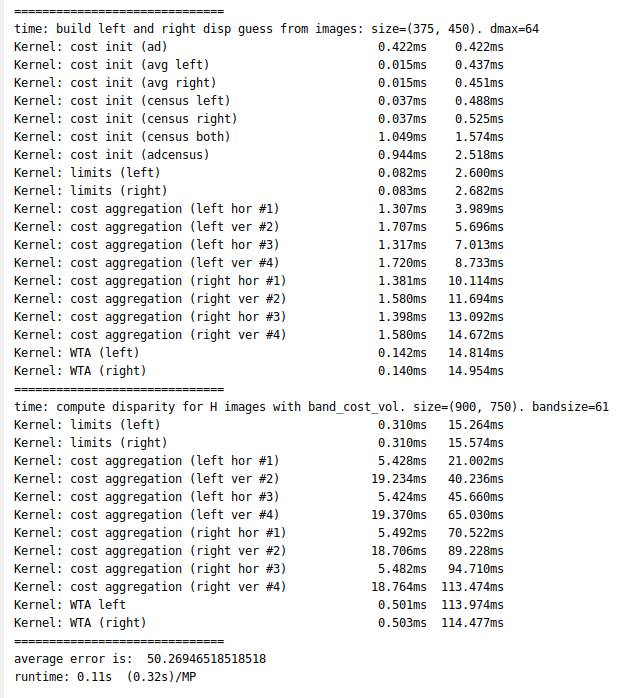 ==============================
time: build left and right disp guess from images: size=(375, 450). dmax=64
Kernel: cost init (ad) 0.422ms 0.422ms
Kernel: cost init (avg left) 0.015ms 0.437ms
Kernel: cost init (avg right) 0.015ms 0.451ms
Kernel: cost init (census left) 0.037ms 0.488ms
Kernel: cost init (census right) 0.037ms 0.525ms
Kernel: cost init (census both) 1.049ms 1.574ms
Kernel: cost init (adcensus) 0.944ms 2.518ms
Kernel: limits (left) 0.082ms 2.600ms
Kernel: limits (right) 0.083ms 2.682ms
Kernel: cost aggregation (left hor #1) 1.307ms 3.989ms
Kernel: cost aggregation (left ver #2) 1.707ms 5.696ms
Kernel: cost aggregation (left hor #3) 1.317ms 7.013ms
Kernel: cost aggregation (left ver #4) 1.720ms 8.733ms
Kernel: cost aggregation (right hor #1) 1.381ms 10.114ms
Kernel: cost aggregation (right ver #2) 1.580ms 11.694ms
Kernel: cost aggregation (right hor #3) 1.398ms 13.092ms
Kernel: cost aggregation (right ver #4) 1.580ms 14.672ms
Kernel: WTA (left) 0.142ms 14.814ms
Kernel: WTA (right) 0.140ms 14.954ms
==============================
time: compute disparity for H images with band_cost_vol. size=(900, 750). bandsize=61
Kernel: limits (left) 0.310ms 15.264ms
Kernel: limits (right) 0.310ms 15.574ms
Kernel: cost aggregation (left hor #1) 5.428ms 21.002ms
Kernel: cost aggregation (left ver #2) 19.234ms 40.236ms
Kernel: cost aggregation (left hor #3) 5.424ms 45.660ms
Kernel: cost aggregation (left ver #4) 19.370ms 65.030ms
Kernel: cost aggregation (right hor #1) 5.492ms 70.522ms
Kernel: cost aggregation (right ver #2) 18.706ms 89.228ms
Kernel: cost aggregation (right hor #3) 5.482ms 94.710ms
Kernel: cost aggregation (right ver #4) 18.764ms 113.474ms
Kernel: WTA left 0.501ms 113.974ms
Kernel: WTA (right) 0.503ms 114.477ms
==============================
average error is: 50.26946518518518
runtime: 0.11s (0.32s)/MP